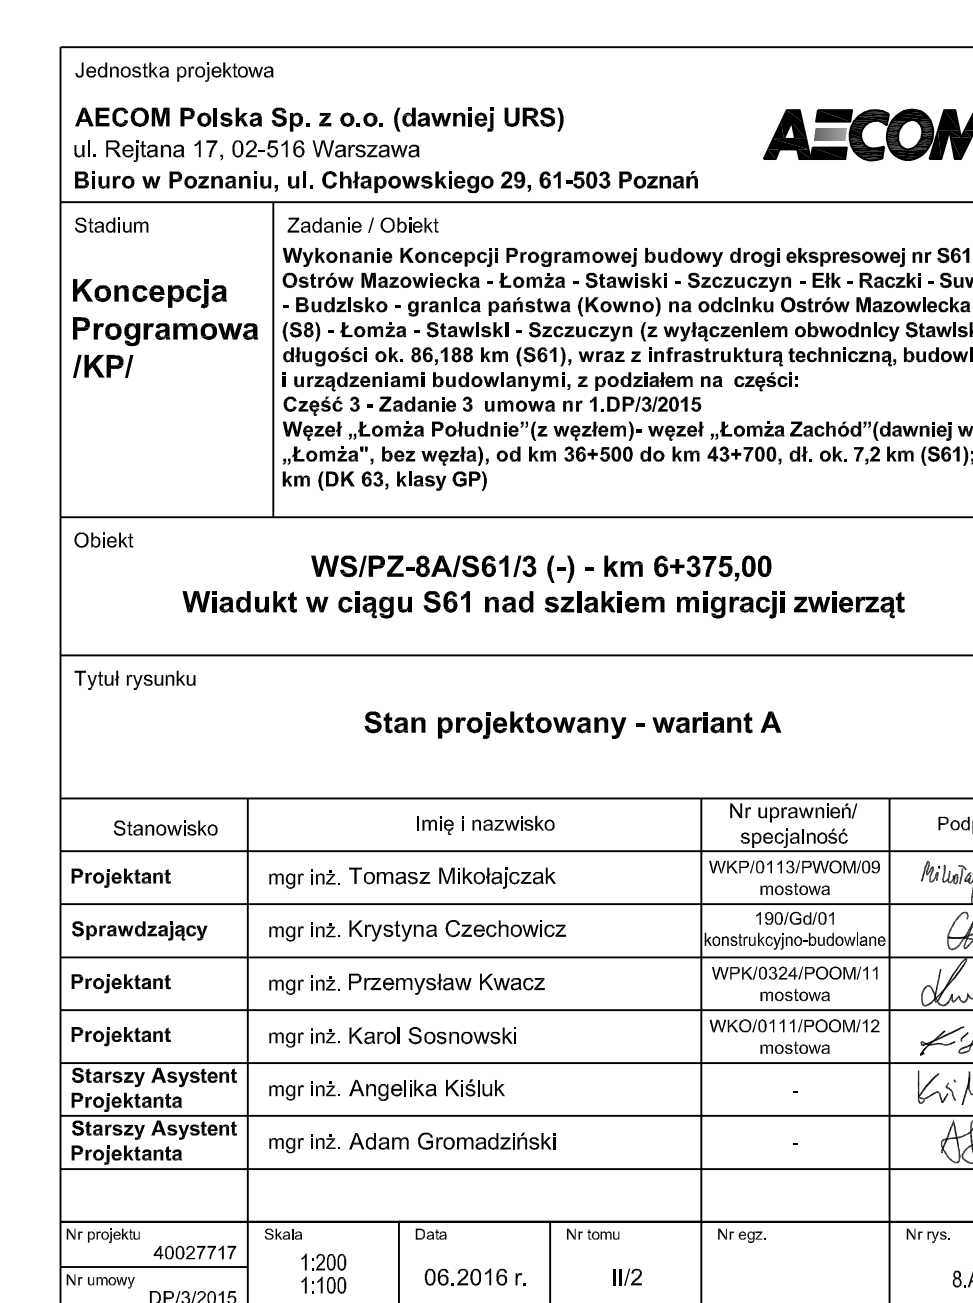 Jednostka projektowa
AECOM Polska Sp. z o.o. (dawniej URS)
ul. Rejtana 17, 02-516 Warszawa
Biuro w Poznaniu, ul. Chłapowskiego 29, 61-503 Poznań
AECOM
Stadium
Koncepcja
Programowa
/KP/
Zadanie / Obiekt
Wykonanie Koncepcji Programowej budowy drogi ekspresowej nr S61
Ostrów Mazowiecka - Łomża - Stawiski - Szczuczyn - Ełk - Raczki - Suw
- Budzisko - granica państwa (Kowno) na odcinku Ostrów Mazowiecka
(S8) - Łomża - Stawiski - Szczuczyn (z wyłączeniem obwodnicy Stawisk
długości ok. 86,188 km (S61), wraz z infrastrukturą techniczną, budowl
i urządzeniami budowlanymi, z podziałem na części:
Część 3 - Zadanie 3 umowa nr 1.DP/3/2015
Węzeł „Łomża Południe”(z węzłem)- węzeł „Łomża Zachód”(dawniej w
„Łomża", bez węzła), od km 36+500 do km 43+700, dł. ok. 7,2 km (S61);
km (DK 63, klasy GP)
Obiekt
WS/PZ-8A/S61/3 (-) - km 6+375,00
Wiadukt w ciągu S61 nad szlakiem migracji zwierząt
Tytuł rysunku
Stan projektowany - wariant A
Stanowisko Imię i nazwisko Nr uprawnień/ specjalność Podp
Projektant mgr inż. Tomasz Mikołajczak WKP/0113/PWOM/09 mostowa
Sprawdzający mgr inż. Krystyna Czechowicz 190/Gd/01 konstrukcyjno-budowlane
Projektant mgr inż. Przemysław Kwacz WPK/0324/POOM/11 mostowa
Projektant mgr inż. Karol Sosnowski WKO/0111/POOM/12 mostowa
Starszy Asystent Projektanta mgr inż. Angelika Kiśluk -
Starszy Asystent Projektanta mgr inż. Adam Gromadziński -
Nr projektu
40027717
Nr umowy
DP/3/2015
Skala
1:200
1:100
Data
06.2016 r.
Nr tomu
II/2
Nr egz.
Nr rys.
8.A